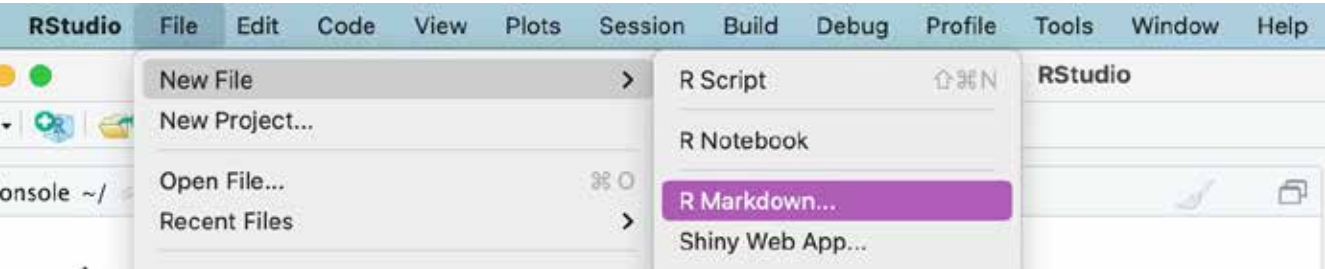 RStudio File Edit Code View Plots Session Build Debug Profile Tools Window Help
New File > R Script ⇧⌘N RStudio
New Project...
R Notebook
Open File... ⌘O
onsole ~/
R Markdown...
Recent Files >
Shiny Web App...